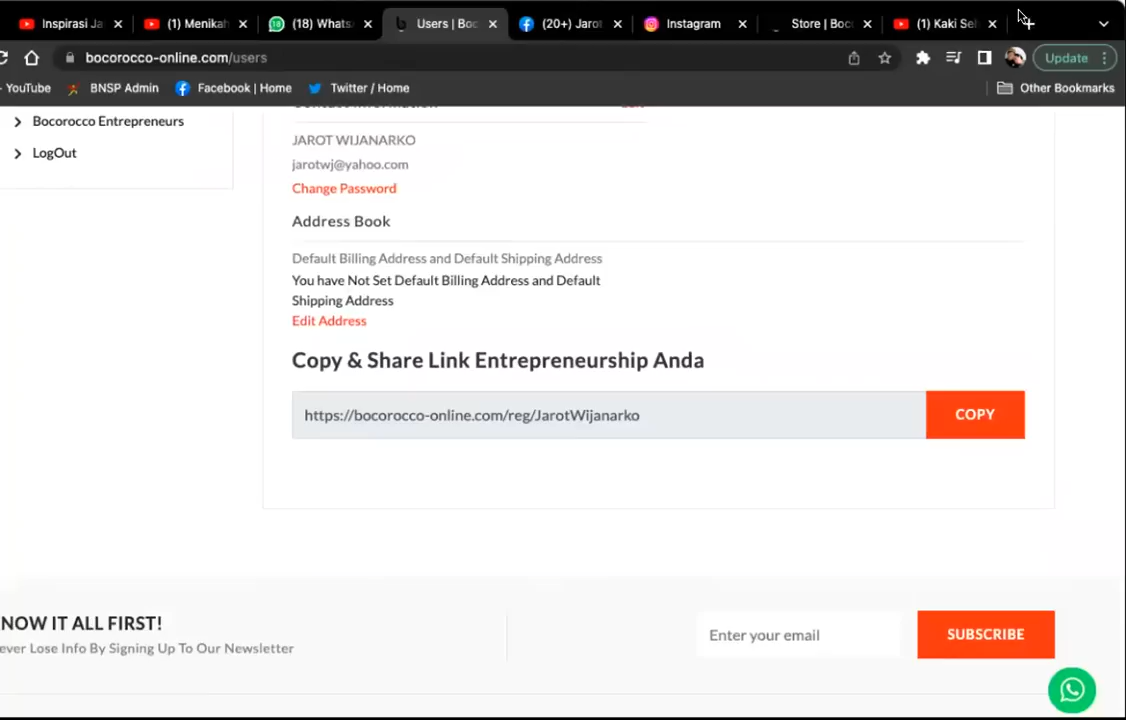 Inspirasi Ja
(1) Menikah
(18) Whats
Users | Boc
(20+) Jarot
Instagram
Store | Boc
(1) Kaki Sel
bocorocco-online.com/users
Update
YouTube
BNSP Admin
Facebook | Home
Twitter / Home
Other Bookmarks
Bocorocco Entrepreneurs
LogOut
JAROT WIJANARKO
jarotwj@yahoo.com
Change Password
Address Book
Default Billing Address and Default Shipping Address
You have Not Set Default Billing Address and Default
Shipping Address
Edit Address
Copy & Share Link Entrepreneurship Anda
https://bocorocco-online.com/reg/JarotWijanarko
COPY
NOW IT ALL FIRST!
ever Lose Info By Signing Up To Our Newsletter
Enter your email
SUBSCRIBE